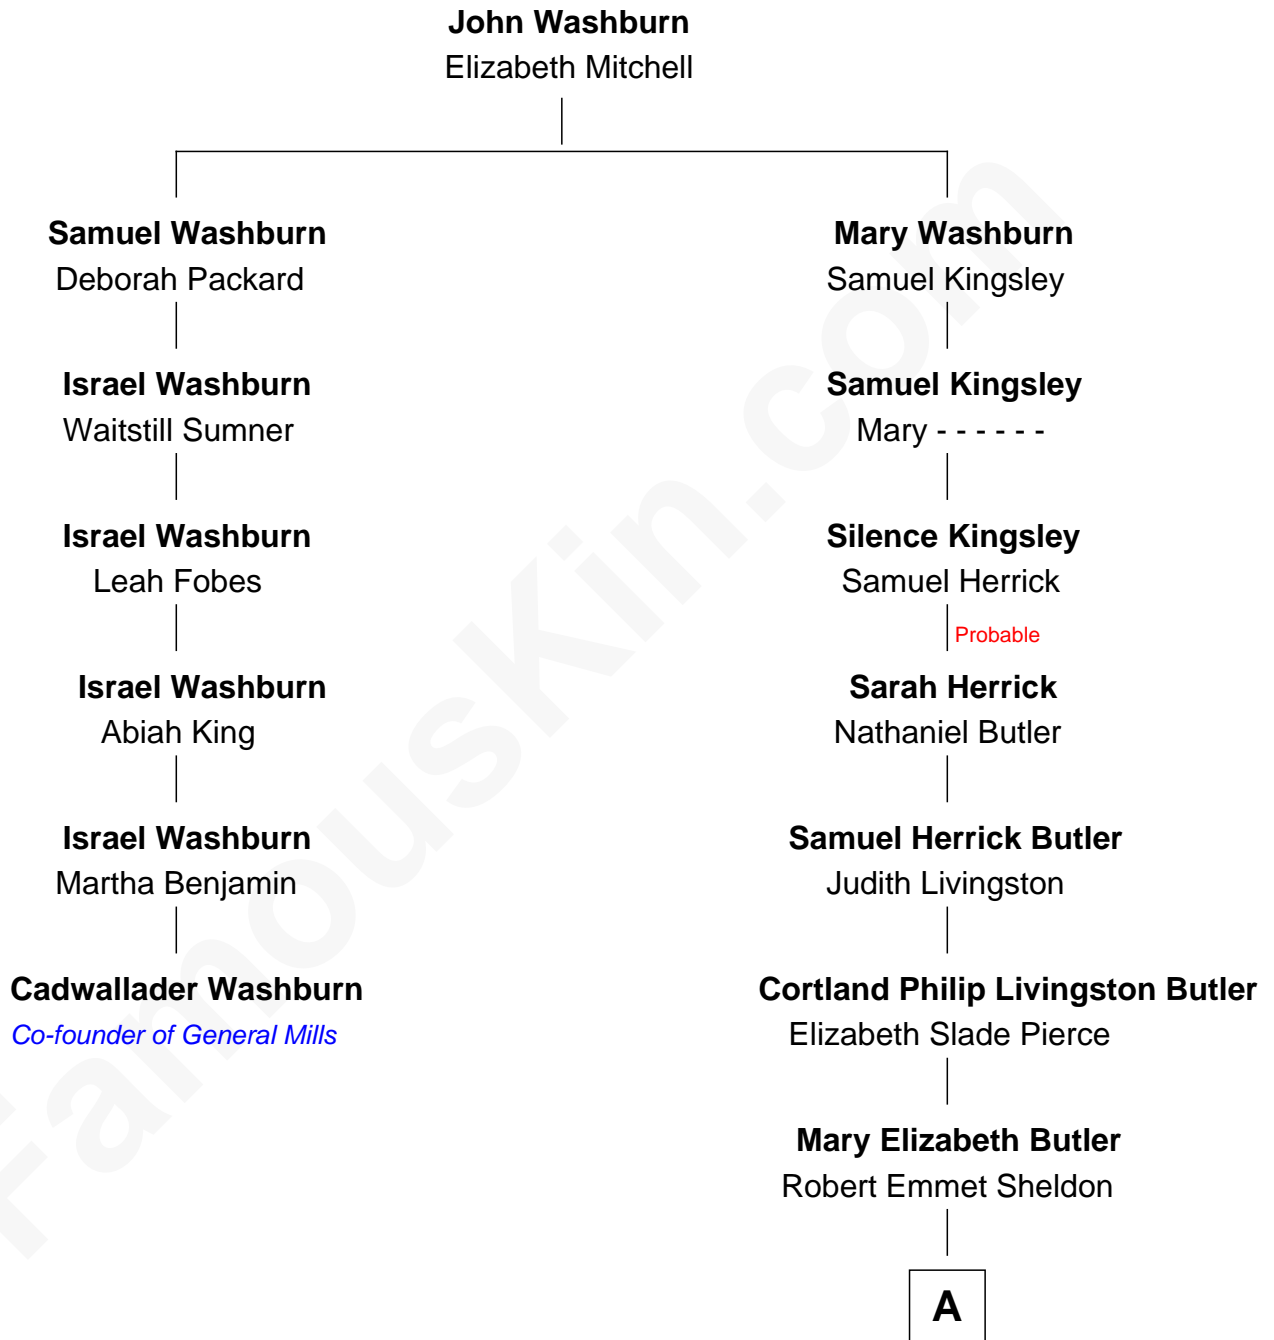 John Washburn
Elizabeth Mitchell
Samuel Washburn
Deborah Packard
Israel Washburn
Waitstill Sumner
Israel Washburn
Leah Fobes
Israel Washburn
Abiah King
Israel Washburn
Martha Benjamin
Cadwallader Washburn
Co-founder of General Mills
Mary Washburn
Samuel Kingsley
Samuel Kingsley
Mary - - - - - -
Silence Kingsley
Samuel Herrick
Probable
Sarah Herrick
Nathaniel Butler
Samuel Herrick Butler
Judith Livingston
Cortland Philip Livingston Butler
Elizabeth Slade Pierce
Mary Elizabeth Butler
Robert Emmet Sheldon
A
FamousKin.com